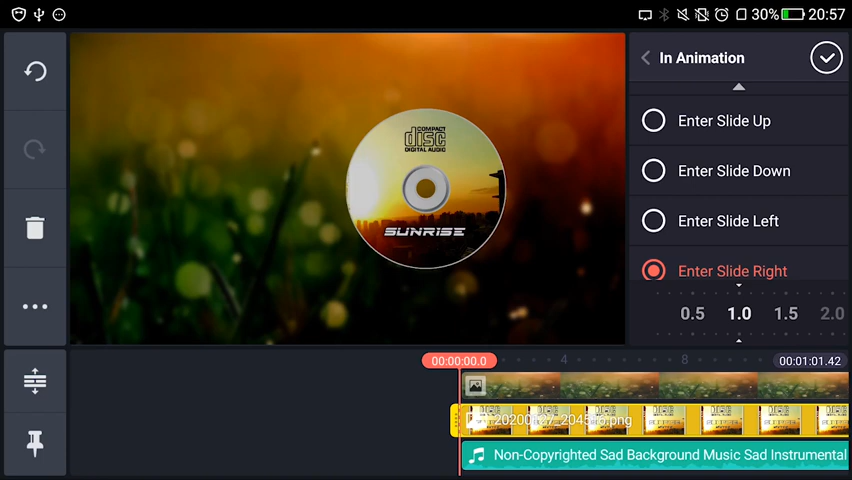 30% 20:57
In Animation
COMPACT
disc
DIGITAL AUDIO
SUNRISE
Enter Slide Up
Enter Slide Down
Enter Slide Left
Enter Slide Right
0.5 1.0 1.5 2.0
00:00:00.0 4 8 00:01:01.42
Non-Copyrighted Sad Background Music Sad Instrumental